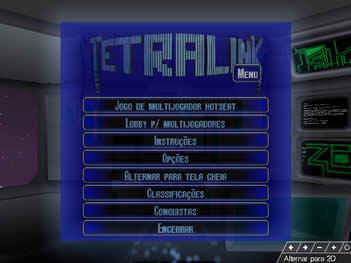 TETRALINK
MENU
JOGO DE MULTIJOGADOR HOTSEAT
LOBBY P/ MULTIJOGADORES
INSTRUÇÕES
OPÇÕES
ALTERNAR PARA TELA CHEIA
CLASSIFICAÇÕES
CONQUISTAS
ENCERRAR
Alternar para 2D